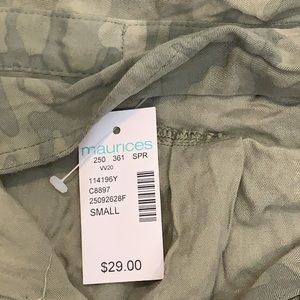 maurices
250 361 SPR
VV20
114196Y
C8897
25092628F
SMALL
$29.00